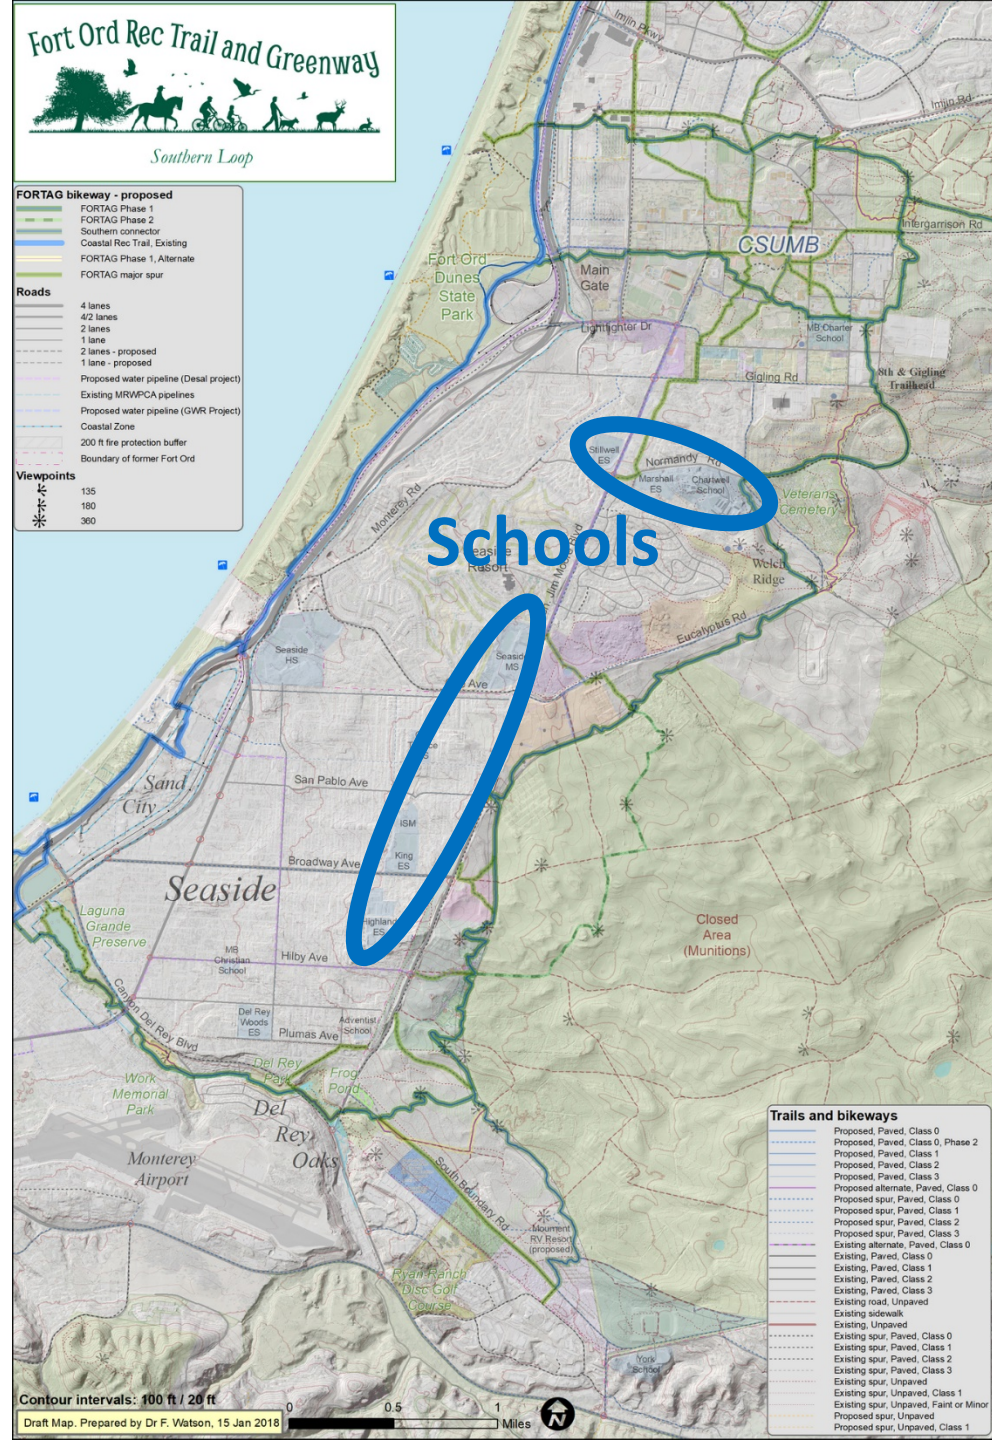 Fort Ord Rec Trail and Greenway
Southern Loop
FORTAG bikeway - proposed
FORTAG Phase 1
FORTAG Phase 2
Southern connector
Coastal Rec Trail, Existing
FORTAG Phase 1, Alternate
FORTAG major spur
Roads
4 lanes
4/2 lanes
2 lanes
1 lane
2 lanes - proposed
1 lane - proposed
Proposed water pipeline (Desal project)
Existing MRWPCA pipelines
Proposed water pipeline (GWR Project)
Coastal Zone
200 ft fire protection buffer
Boundary of former Fort Ord
Viewpoints
135
180
360
Imjin Pkwy
Imjin Rd
Intergarrison Rd
CSUMB
Fort Ord
Dunes
State
Park
Main
Gate
Lightfighter Dr
MB Charter
School
8th & Gigling
Trailhead
Gigling Rd
Stillwell
ES
Normandy Rd
Marshall
ES
Chartwell
School
Veterans
Cemetery
Monterey Rd
Schools
Seaside
Resort
Jim Moore Blvd
Welch
Ridge
Eucalyptus Rd
Seaside
HS
Seaside
MS
Ave
Sand
City
San Pablo Ave
ISM
Broadway Ave
King
ES
Seaside
Highland
ES
Laguna
Grande
Preserve
Closed
Area
(Munitions)
MB
Christian
School
Hilby Ave
Canyon Del Rey Blvd
Del Rey
Woods
ES
Adventist
School
Plumas Ave
Del Rey
Park
Frog
Pond
Work
Memorial
Park
Del
Rey
Oaks
Monterey
Airport
South Boundary Rd
Moument
RV Resort
(proposed)
Ryan Ranch
Disc Golf
Course
York
School
Trails and bikeways
Proposed, Paved, Class 0
Proposed, Paved, Class 0, Phase 2
Proposed, Paved, Class 1
Proposed, Paved, Class 2
Proposed, Paved, Class 3
Proposed alternate, Paved, Class 0
Proposed spur, Paved, Class 0
Proposed spur, Paved, Class 1
Proposed spur, Paved, Class 2
Proposed spur, Paved, Class 3
Existing alternate, Paved, Class 0
Existing, Paved, Class 0
Existing, Paved, Class 1
Existing, Paved, Class 2
Existing, Paved, Class 3
Existing road, Unpaved
Existing sidewalk
Existing, Unpaved
Existing spur, Paved, Class 0
Existing spur, Paved, Class 1
Existing spur, Paved, Class 2
Existing spur, Paved, Class 3
Existing spur, Unpaved
Existing spur, Unpaved, Class 1
Existing spur, Unpaved, Faint or Minor
Proposed spur, Unpaved
Proposed spur, Unpaved, Class 1
Contour intervals: 100 ft / 20 ft
Draft Map. Prepared by Dr F. Watson, 15 Jan 2018
0 0.5 1
Miles
N